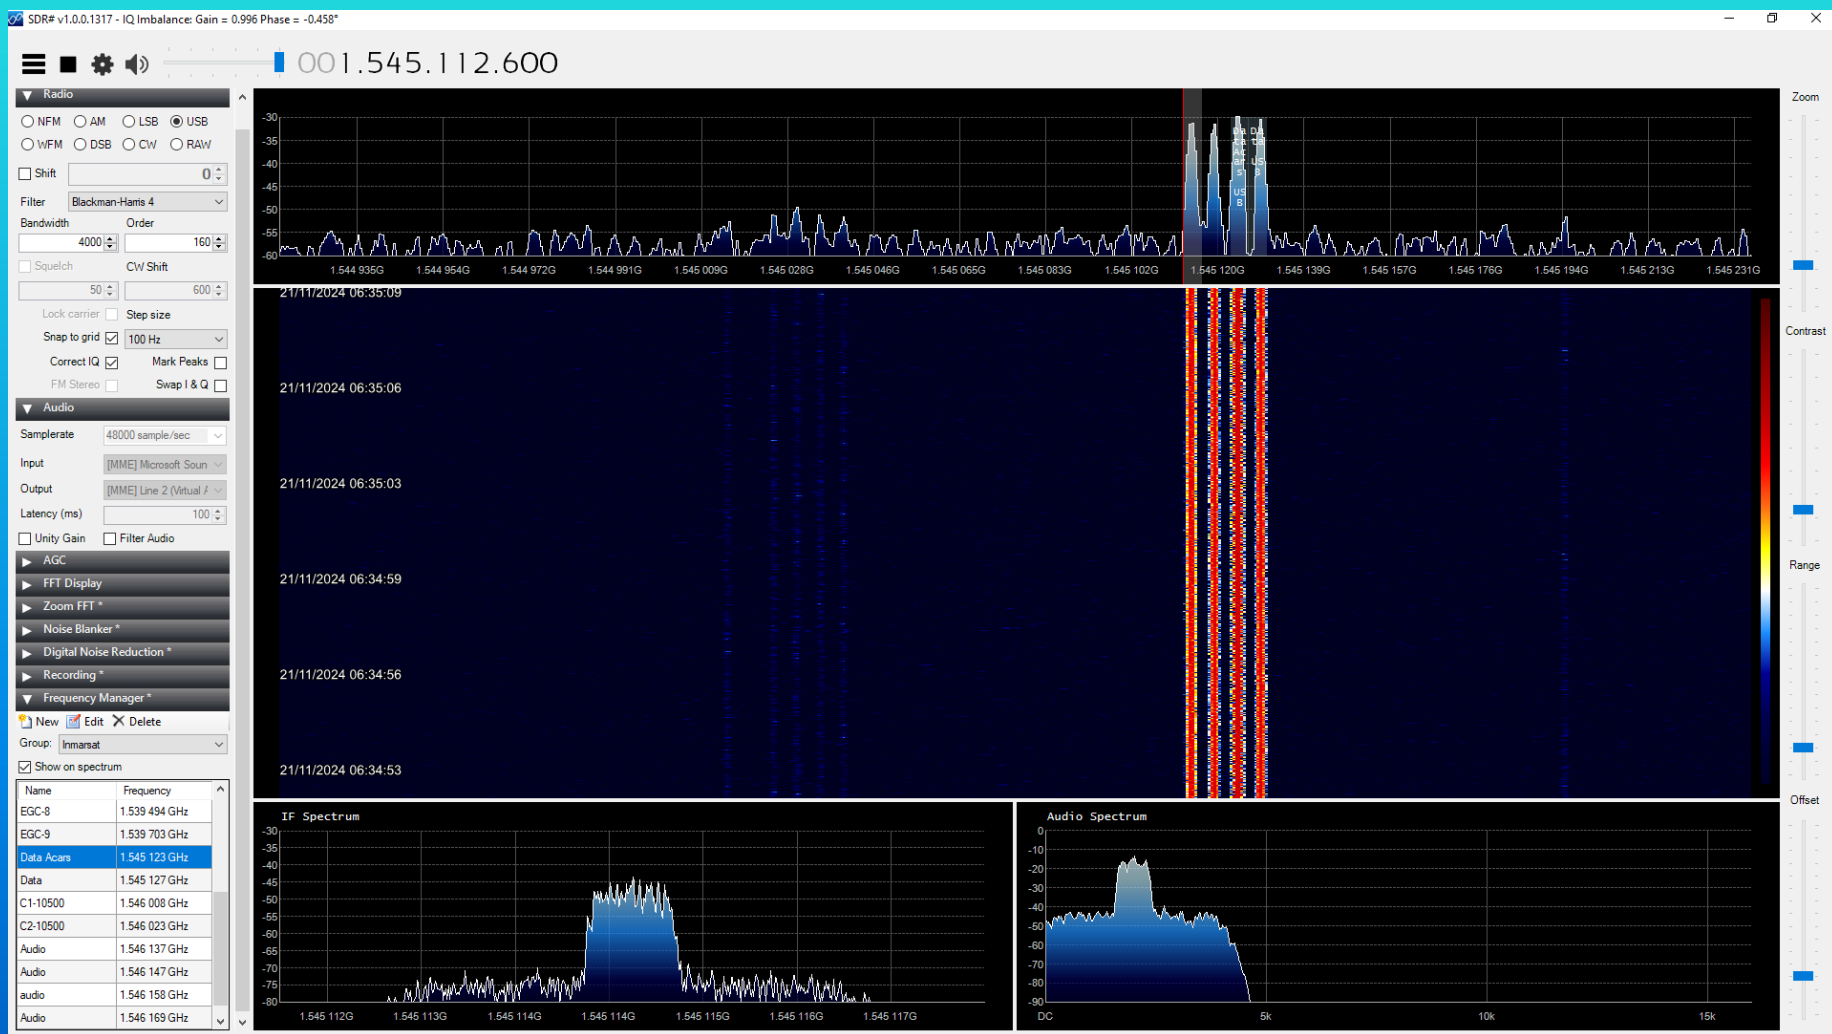 SDR# v1.0.0.1317 - IQ Imbalance: Gain = 0.996 Phase = -0.458°
001.545.112.600
Radio
NFM AM LSB USB
WFM DSB CW RAW
Shift 0
Filter Blackman-Harris 4
Bandwidth Order
4000 160
Squelch CW Shift
50 600
Lock carrier Step size
Snap to grid 100 Hz
Correct IQ Mark Peaks
FM Stereo Swap I & Q
Audio
Samplerate 48000 sample/sec
Input [MME] Microsoft Soun
Output [MME] Line 2 (Virtual A
Latency (ms) 100
Unity Gain Filter Audio
AGC
FFT Display
Zoom FFT *
Noise Blanker *
Digital Noise Reduction *
Recording *
Frequency Manager *
New Edit Delete
Group: Inmarsat
Show on spectrum
Name Frequency
EGC-8 1.539 494 GHz
EGC-9 1.539 703 GHz
Data Acars 1.545 123 GHz
Data 1.545 127 GHz
C1-10500 1.546 008 GHz
C2-10500 1.546 023 GHz
Audio 1.546 137 GHz
Audio 1.546 147 GHz
audio 1.546 158 GHz
Audio 1.546 169 GHz
-30
-35
-40
-45
-50
-55
-60
Da Da
ta ta
Ac
ar US
s B
US
B
1.544 935G 1.544 954G 1.544 972G 1.544 991G 1.545 009G 1.545 028G 1.545 046G 1.545 065G 1.545 083G 1.545 102G 1.545 120G 1.545 139G 1.545 157G 1.545 176G 1.545 194G 1.545 213G 1.545 231G
21/11/2024 06:35:09
21/11/2024 06:35:06
21/11/2024 06:35:03
21/11/2024 06:34:59
21/11/2024 06:34:56
21/11/2024 06:34:53
IF Spectrum
-30
-35
-40
-45
-50
-55
-60
-65
-70
-75
-80
1.545 112G 1.545 113G 1.545 114G 1.545 114G 1.545 115G 1.545 116G 1.545 117G
Audio Spectrum
0
-10
-20
-30
-40
-50
-60
-70
-80
-90
DC 5k 10k 15k
Zoom
Contrast
Range
Offset